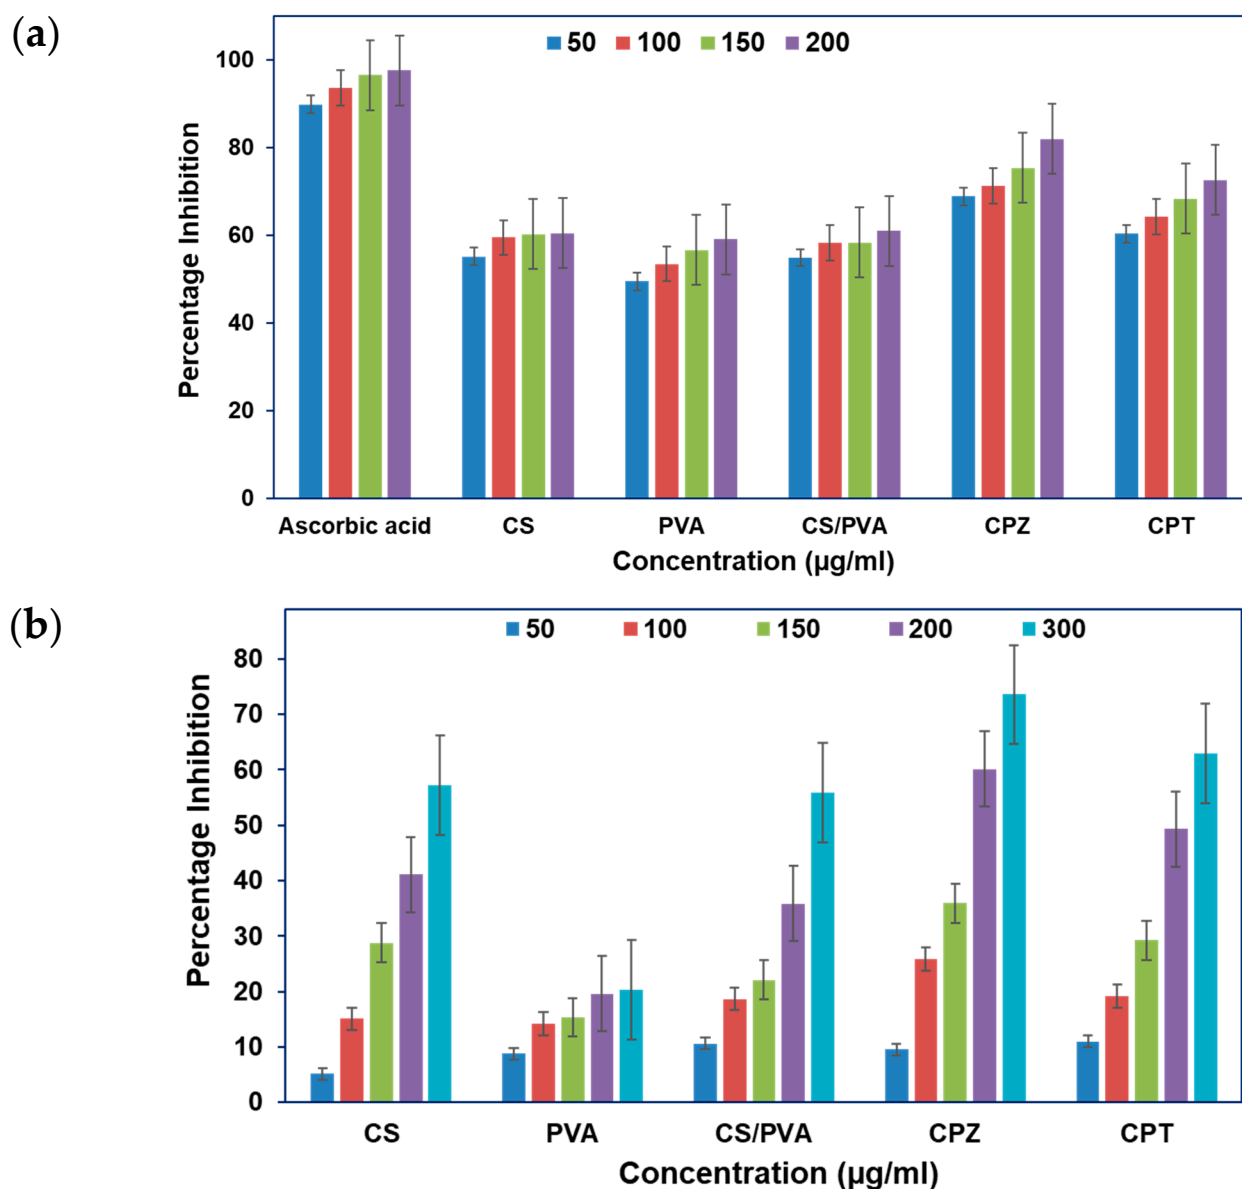 (a)
50 100 150 200
100
80
60
40
20
0
Percentage Inhibition
Ascorbic acid CS PVA CS/PVA CPZ CPT
Concentration (µg/ml)
(b)
50 100 150 200 300
80
70
60
50
40
30
20
10
0
Percentage Inhibition
CS PVA CS/PVA CPZ CPT
Concentration (µg/ml)